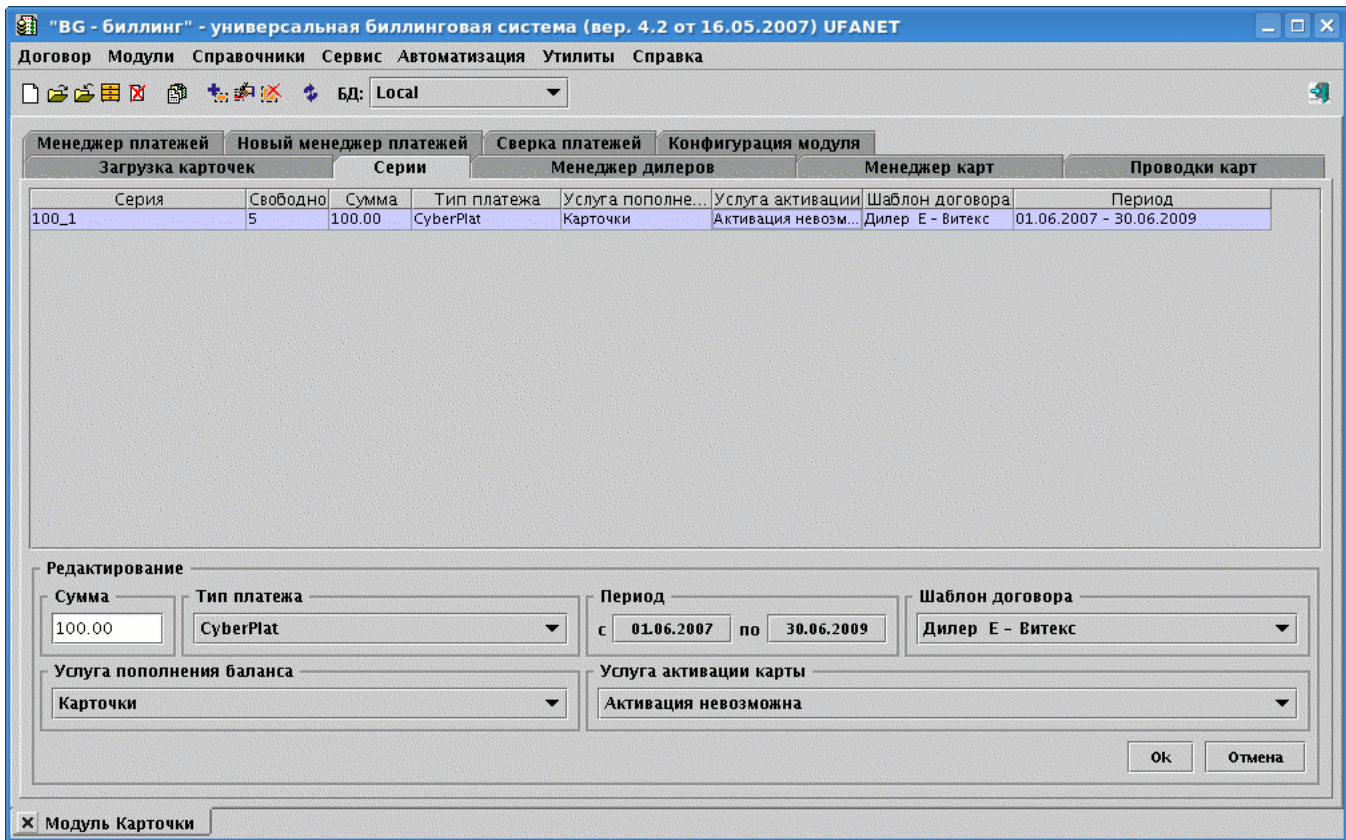 "BG - биллинг" - универсальная биллинговая система (вер. 4.2 от 16.05.2007) UFANET
Договор Модули Справочники Сервис Автоматизация Утилиты Справка
БД: Local
Менеджер платежей Новый менеджер платежей Сверка платежей Конфигурация модуля
Загрузка карточек Серии Менеджер дилеров Менеджер карт Проводки карт
Серия Свободно Сумма Тип платежа Услуга пополне... Услуга активации Шаблон договора Период
100_1 5 100.00 CyberPlat Карточки Активация невозм... Дилер E - Витекс 01.06.2007 - 30.06.2009
Редактирование
Сумма Тип платежа Период Шаблон договора
100.00 CyberPlat с 01.06.2007 по 30.06.2009 Дилер E - Витекс
Услуга пополнения баланса Услуга активации карты
Карточки Активация невозможна
Ok Отмена
Модуль Карточки